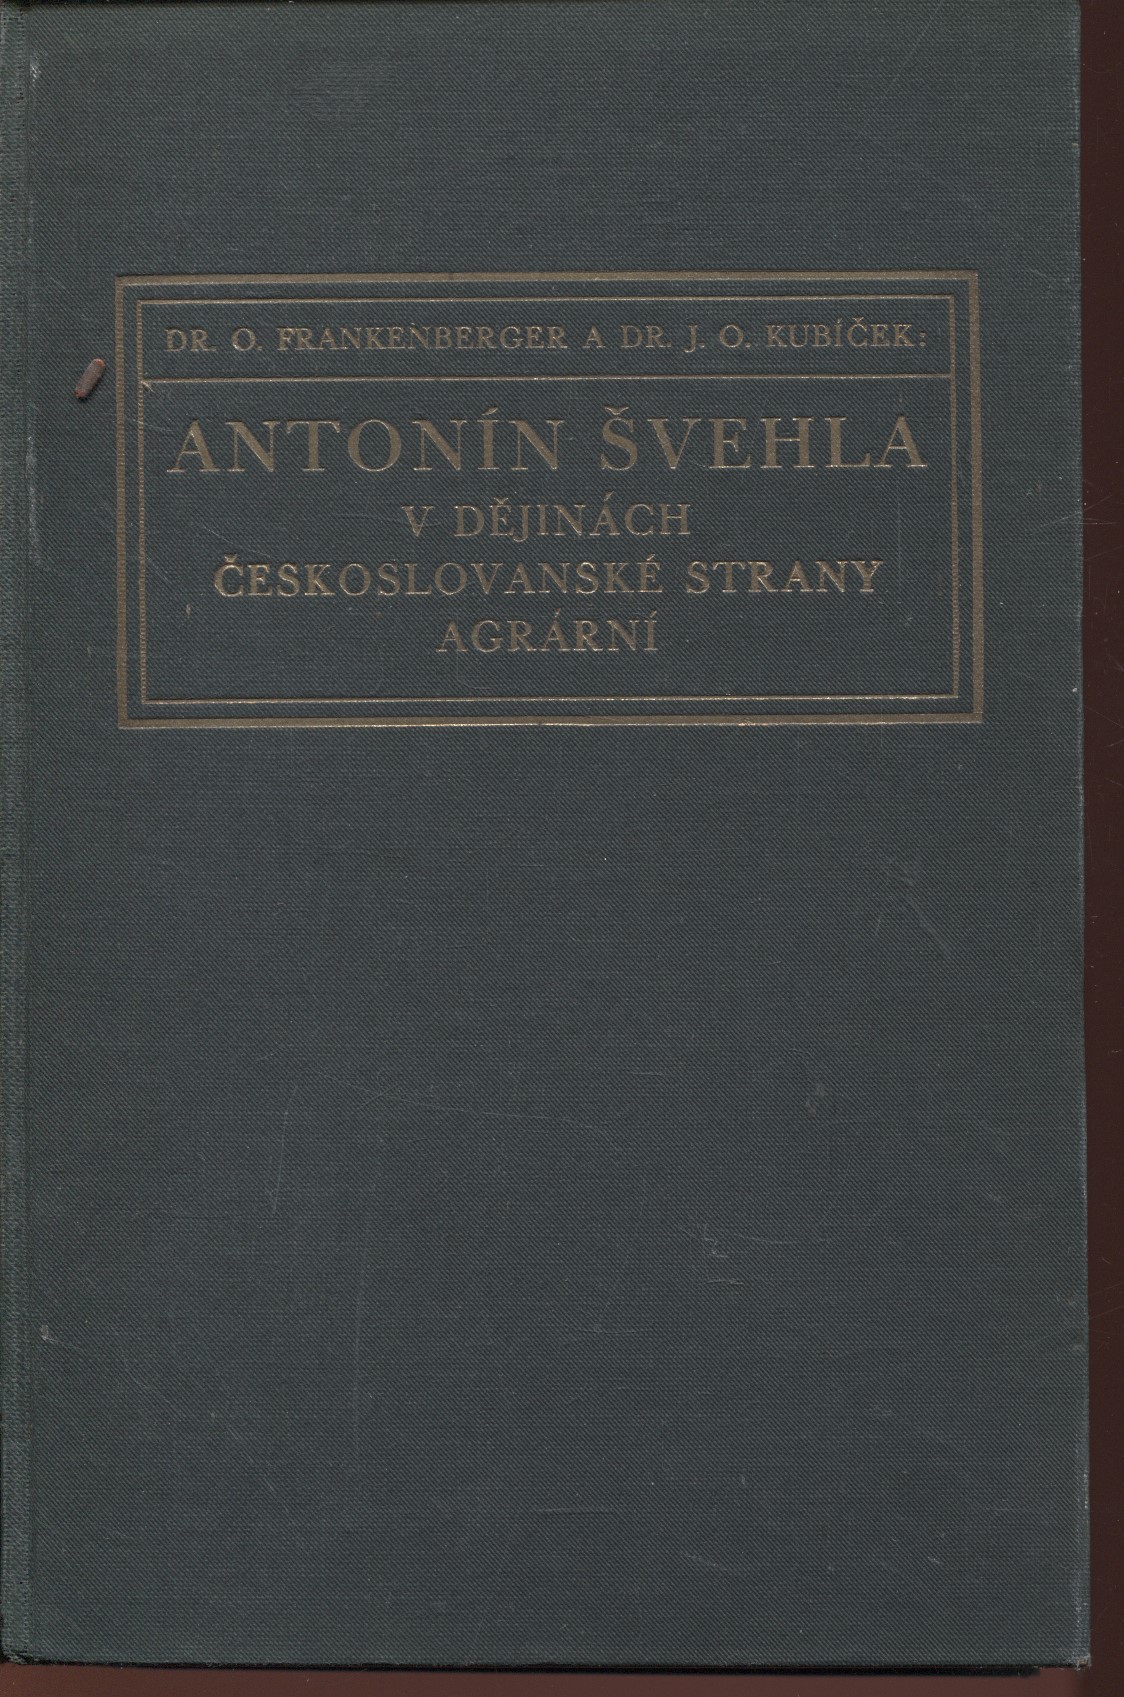 DR. O. FRANKENBERGER A DR. J. O. KUBÍČEK:
ANTONÍN ŠVEHLA
V DĚJINÁCH
ČESKOSLOVANSKÉ STRANY
AGRÁRNÍ